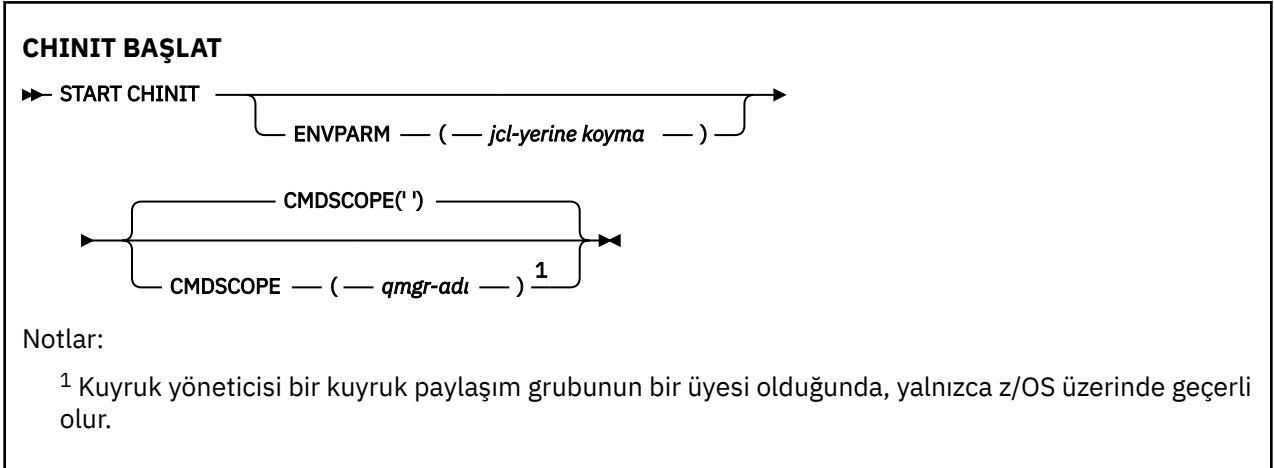 CHINIT BAŞLAT
START CHINIT
ENVPARM ( jcl-yerine koyma )
CMDSCOPE(' ')
CMDSCOPE ( qmgr-adı ) 1
Notlar:
1 Kuyruk yöneticisi bir kuyruk paylaşım grubunun bir üyesi olduğunda, yalnızca z/OS üzerinde geçerli
olur.